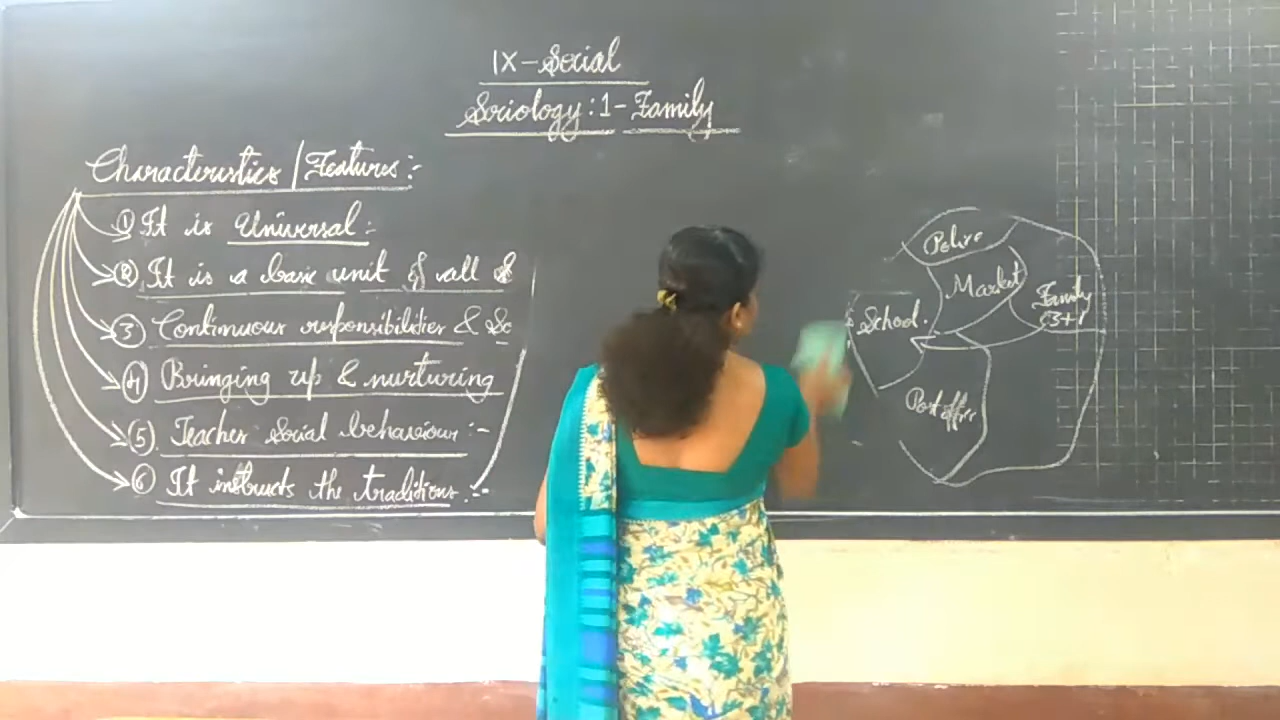 IX-Social
Sociology:1-Family
Characteristics/Features:-
① It is Universal:
② It is a basic unit of all
③ Continuous responsibilities & So
④ Bringing up & nurturing
⑤ Teacher Social behaviour:-
⑥ It instructs the traditions:-
Police
Market
Family
(3+1
School.
Post office